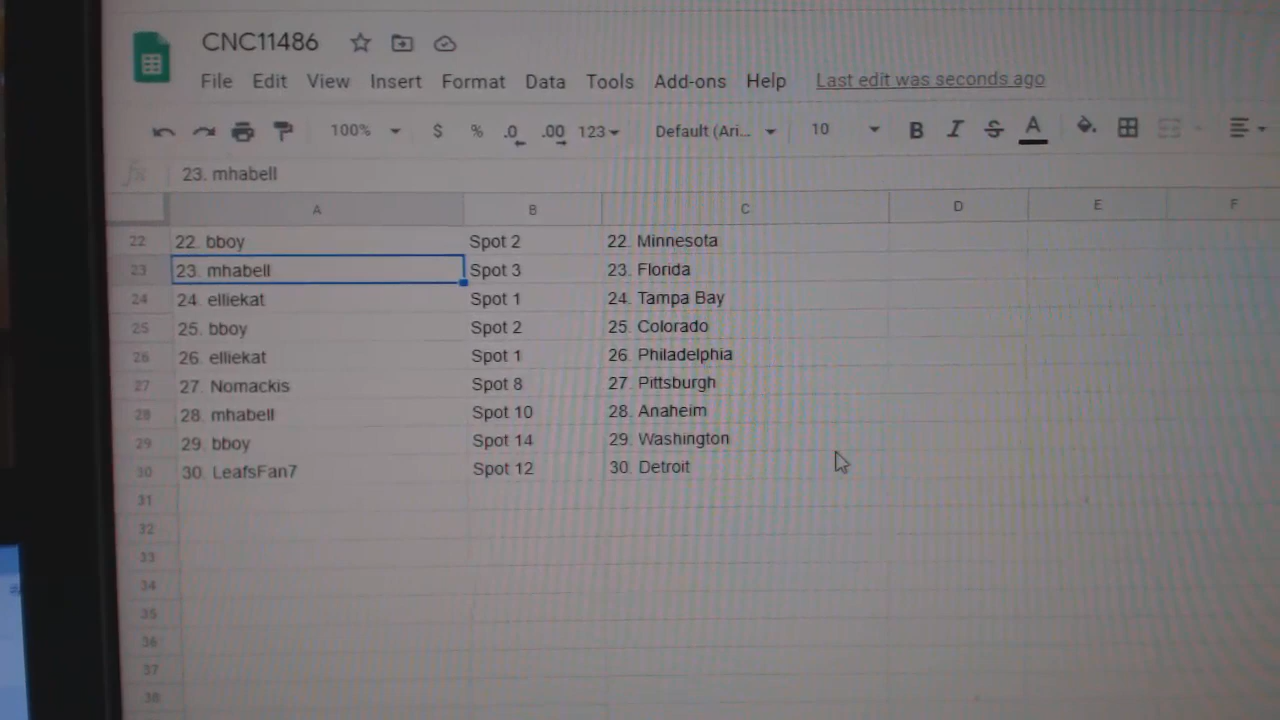 CNC11486
File Edit View Insert Format Data Tools Add-ons Help Last edit was seconds ago
100% $ % .0 .00 123 Default (Ari... 10 B I S A
fx 23. mhabell
A B C D E F
22 22. bboy Spot 2 22. Minnesota
23 23. mhabell Spot 3 23. Florida
24 24. elliekat Spot 1 24. Tampa Bay
25 25. bboy Spot 2 25. Colorado
26 26. elliekat Spot 1 26. Philadelphia
27 27. Nomackis Spot 8 27. Pittsburgh
28 28. mhabell Spot 10 28. Anaheim
29 29. bboy Spot 14 29. Washington
30 30. LeafsFan7 Spot 12 30. Detroit
31
32
33
34
35
36
37
38